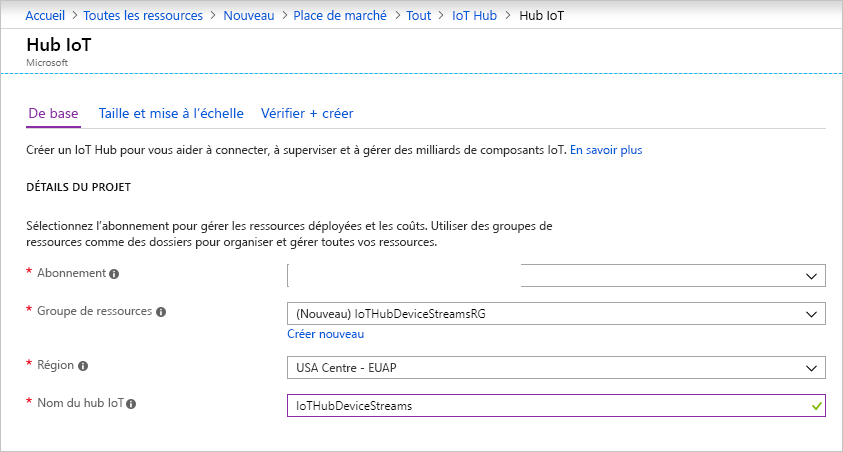 Accueil > Toutes les ressources > Nouveau > Place de marché > Tout > IoT Hub > Hub IoT
Hub IoT
Microsoft
De base Taille et mise à l'échelle Vérifier + créer
Créer un IoT Hub pour vous aider à connecter, à superviser et à gérer des milliards de composants IoT. En savoir plus
DÉTAILS DU PROJET
Sélectionnez l'abonnement pour gérer les ressources déployées et les coûts. Utiliser des groupes de
ressources comme des dossiers pour organiser et gérer toutes vos ressources.
* Abonnement
* Groupe de ressources (Nouveau) IoTHubDeviceStreamsRG
Créer nouveau
* Région USA Centre - EUAP
* Nom du hub IoT IoTHubDeviceStreams